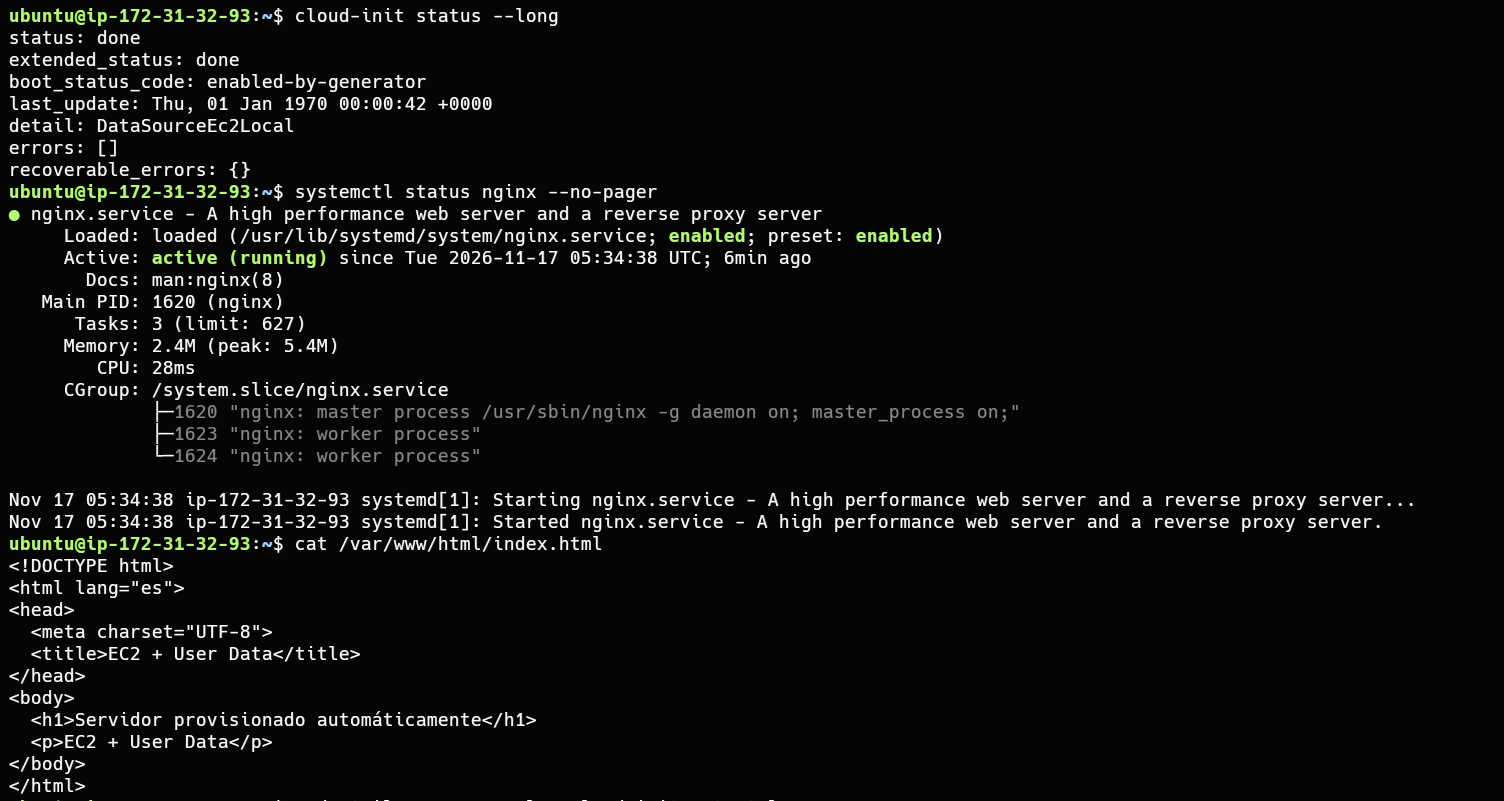 ubuntu@ip-172-31-32-93:~$ cloud-init status --long
status: done
extended_status: done
boot_status_code: enabled-by-generator
last_update: Thu, 01 Jan 1970 00:00:42 +0000
detail: DataSourceEc2Local
errors: []
recoverable_errors: {}
ubuntu@ip-172-31-32-93:~$ systemctl status nginx --no-pager
● nginx.service - A high performance web server and a reverse proxy server
     Loaded: loaded (/usr/lib/systemd/system/nginx.service; enabled; preset: enabled)
     Active: active (running) since Tue 2026-11-17 05:34:38 UTC; 6min ago
       Docs: man:nginx(8)
   Main PID: 1620 (nginx)
      Tasks: 3 (limit: 627)
     Memory: 2.4M (peak: 5.4M)
        CPU: 28ms
     CGroup: /system.slice/nginx.service
             ├─1620 "nginx: master process /usr/sbin/nginx -g daemon on; master_process on;"
             ├─1623 "nginx: worker process"
             └─1624 "nginx: worker process"

Nov 17 05:34:38 ip-172-31-32-93 systemd[1]: Starting nginx.service - A high performance web server and a reverse proxy server...
Nov 17 05:34:38 ip-172-31-32-93 systemd[1]: Started nginx.service - A high performance web server and a reverse proxy server.
ubuntu@ip-172-31-32-93:~$ cat /var/www/html/index.html
<!DOCTYPE html>
<html lang="es">
<head>
  <meta charset="UTF-8">
  <title>EC2 + User Data</title>
</head>
<body>
  <h1>Servidor provisionado automáticamente</h1>
  <p>EC2 + User Data</p>
</body>
</html>